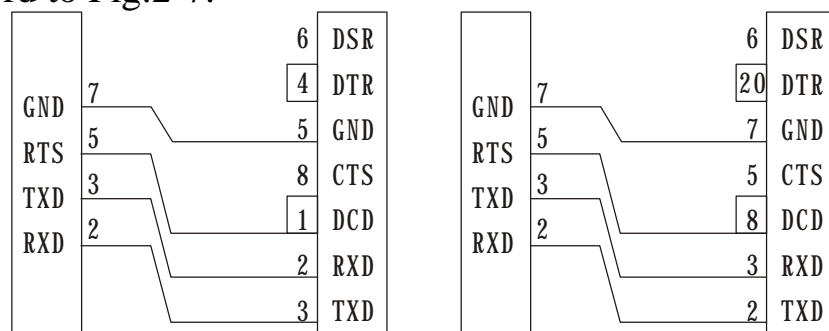 to Fig.2-7.
6 DSR 6 DSR
4 DTR 20 DTR
GND 7 5 GND GND 7 7 GND
RTS 5 8 CTS RTS 5 5 CTS
TXD 3 1 DCD TXD 3 8 DCD
RXD 2 2 RXD RXD 2 3 RXD
3 TXD 2 TXD